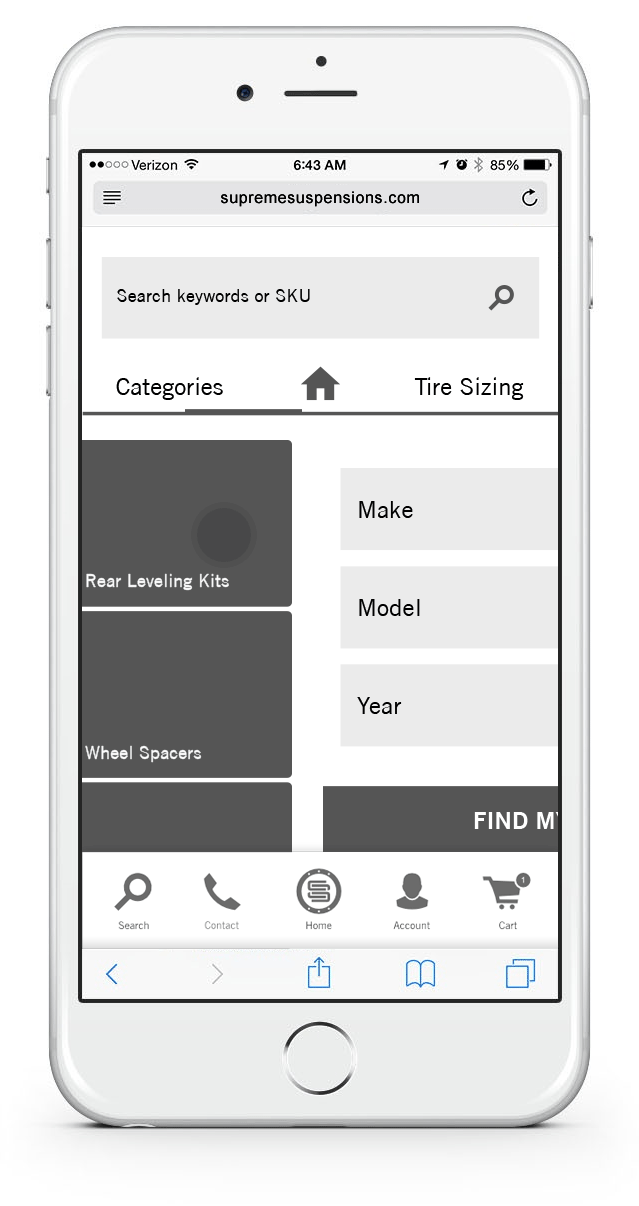 Verizon 6:43 AM 85%
supremesuspensions.com
Search keywords or SKU
Categories Tire Sizing
Make
Rear Leveling Kits
Model
Year
Wheel Spacers
FIND MY
1
Search Contact Home Account Cart